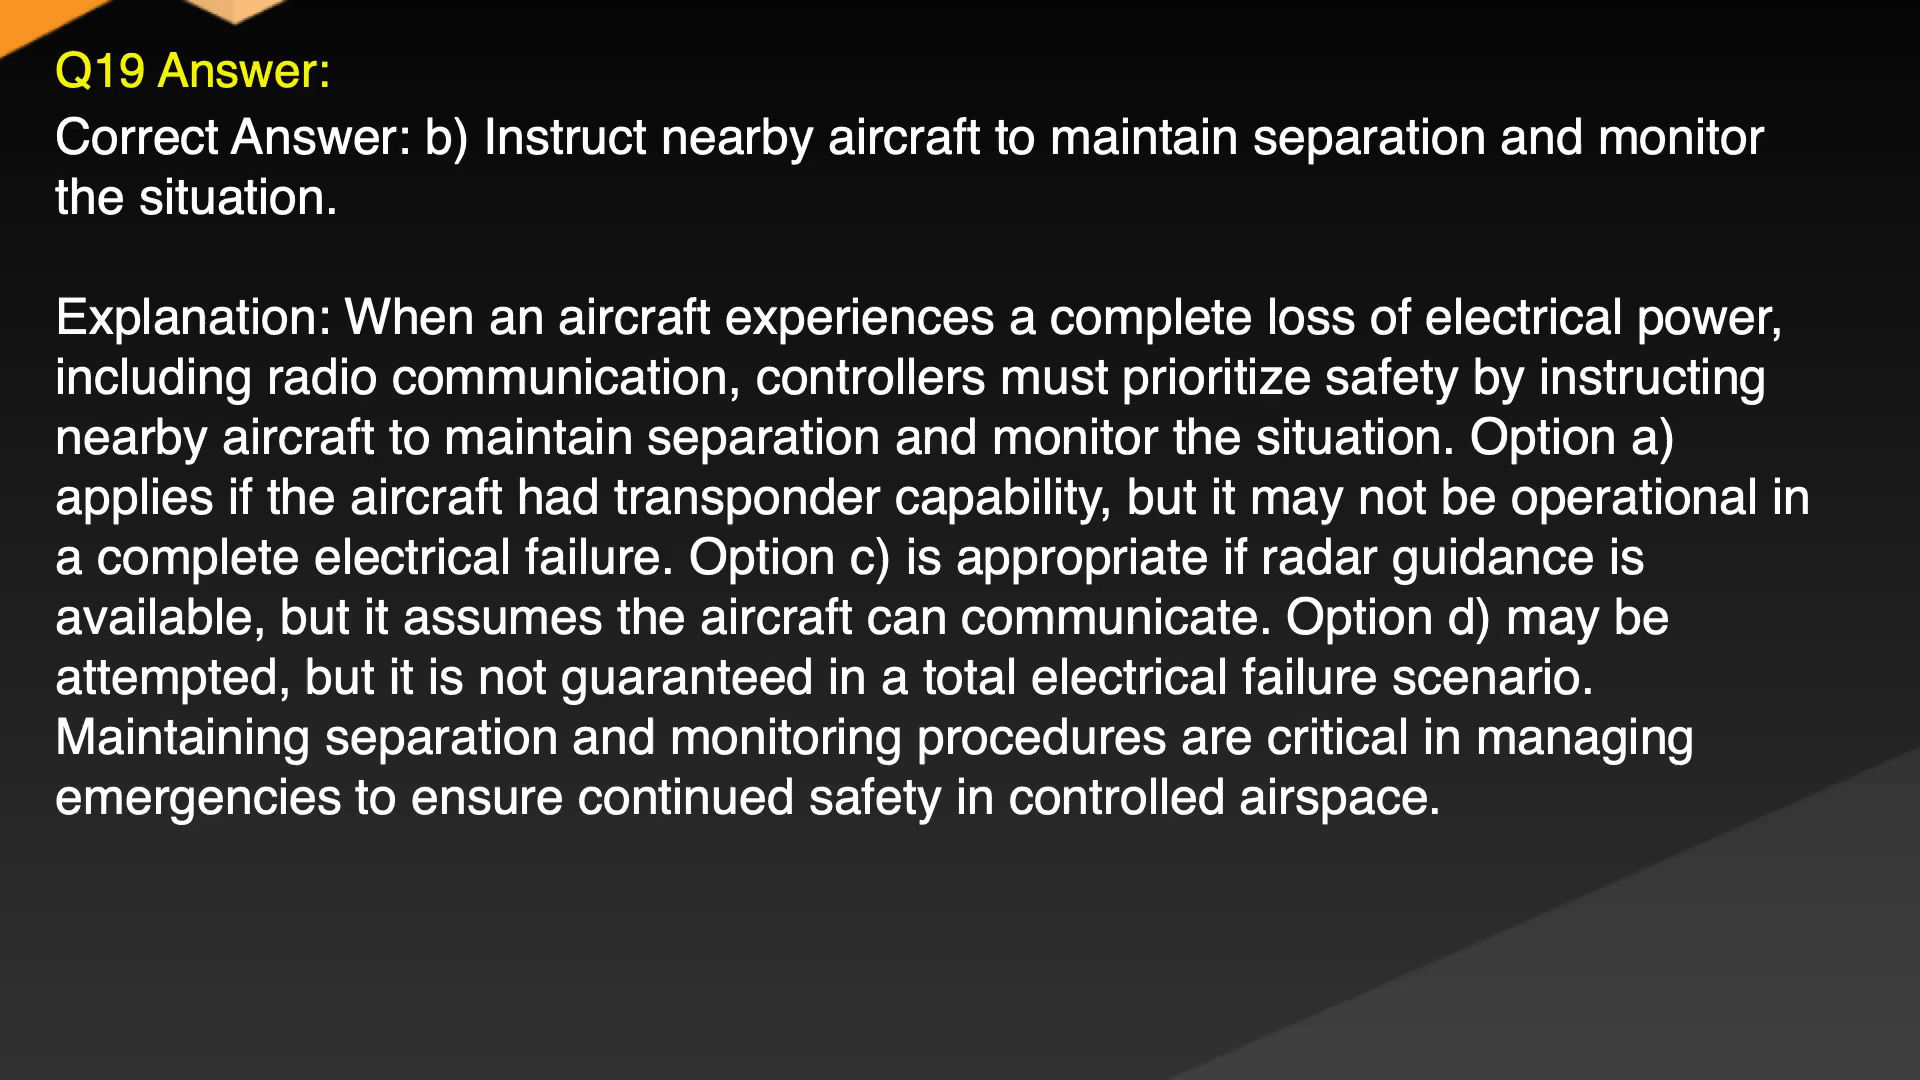 Q19 Answer:
Correct Answer: b) Instruct nearby aircraft to maintain separation and monitor
the situation.
Explanation: When an aircraft experiences a complete loss of electrical power,
including radio communication, controllers must prioritize safety by instructing
nearby aircraft to maintain separation and monitor the situation. Option a)
applies if the aircraft had transponder capability, but it may not be operational in
a complete electrical failure. Option c) is appropriate if radar guidance is
available, but it assumes the aircraft can communicate. Option d) may be
attempted, but it is not guaranteed in a total electrical failure scenario.
Maintaining separation and monitoring procedures are critical in managing
emergencies to ensure continued safety in controlled airspace.